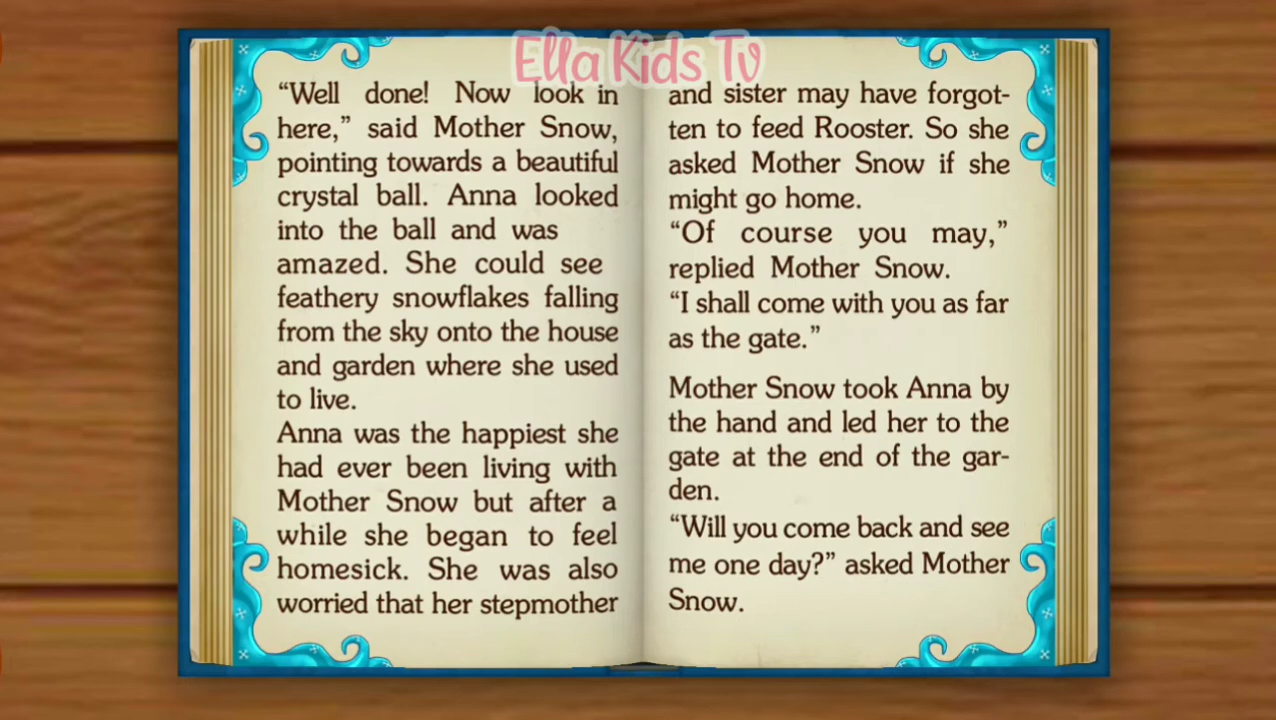 Ella Kids Tv
“Well done! Now look in
here,” said Mother Snow,
pointing towards a beautiful
crystal ball. Anna looked
into the ball and was
amazed. She could see
feathery snowflakes falling
from the sky onto the house
and garden where she used
to live.
Anna was the happiest she
had ever been living with
Mother Snow but after a
while she began to feel
homesick. She was also
worried that her stepmother
and sister may have forgot-
ten to feed Rooster. So she
asked Mother Snow if she
might go home.
“Of course you may,”
replied Mother Snow.
“I shall come with you as far
as the gate.”
Mother Snow took Anna by
the hand and led her to the
gate at the end of the gar-
den.
“Will you come back and see
me one day?” asked Mother
Snow.